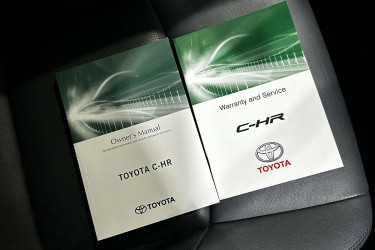 Owner's Manual
TOYOTA C-HR
TOYOTA
Warranty and Service
C-HR
TOYOTA